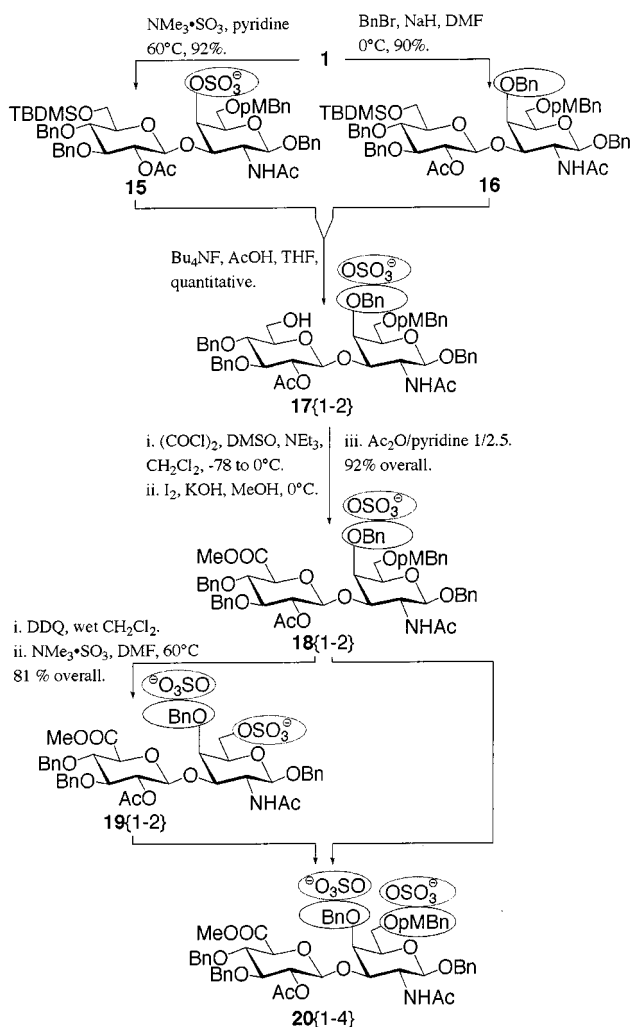 NMe3•SO3, pyridine
60°C, 92%.
BnBr, NaH, DMF
0°C, 90%.
1
OSO3⊖
TBDMSO
OpMBn
BnO
BnO
O
O
O
OBn
OAc
NHAc
15
OBn
TBDMSO
OpMBn
BnO
BnO
O
O
O
OBn
AcO
NHAc
16
Bu4NF, AcOH, THF,
quantitative.
OSO3⊖
OBn
OH
OpMBn
BnO
BnO
O
O
O
OBn
AcO
NHAc
17{1-2}
i. (COCl)2, DMSO, NEt3,
CH2Cl2, -78 to 0°C.
ii. I2, KOH, MeOH, 0°C.
iii. Ac2O/pyridine 1/2.5.
92% overall.
OSO3⊖
OBn
MeOOC
OpMBn
BnO
BnO
O
O
O
OBn
AcO
NHAc
18{1-2}
i. DDQ, wet CH2Cl2.
ii. NMe3•SO3, DMF, 60°C
81 % overall.
⊖O3SO
BnO
OSO3⊖
MeOOC
BnO
BnO
O
O
O
OBn
AcO
NHAc
19{1-2}
⊖O3SO
OSO3⊖
BnO
OpMBn
MeOOC
BnO
BnO
O
O
O
OBn
AcO
NHAc
20{1-4}